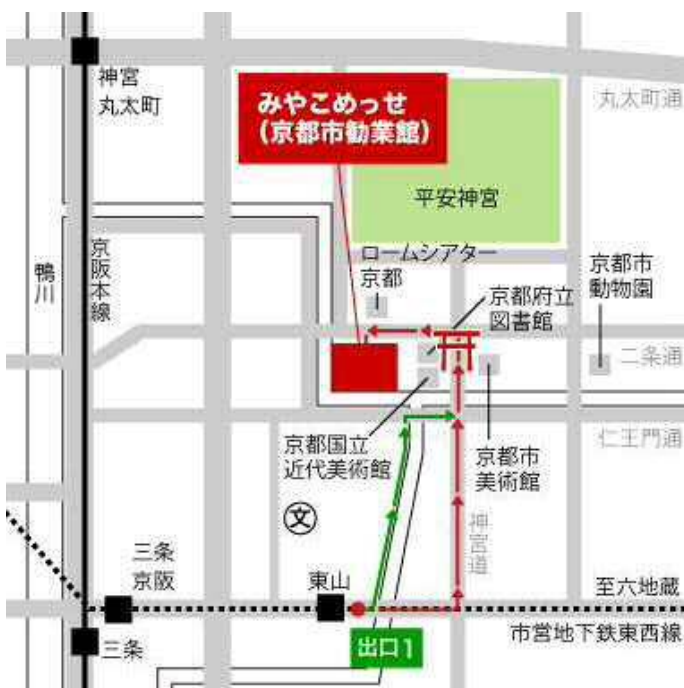 神宮
丸太町
丸太町通
みやこめっせ
(京都市勧業館)
平安神宮
鴨川
京阪本線
ロームシアター
京都
京都府立
図書館
京都市
動物園
二条通
京都国立
近代美術館
京都市
美術館
仁王門通
文
神宮道
三条
京阪
東山
至六地蔵
市営地下鉄東西線
三条
出口1